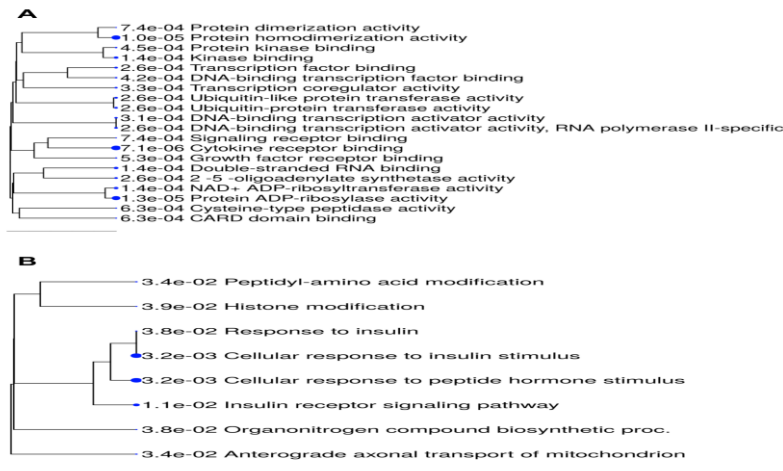 A
7.4e-04 Protein dimerization activity
1.0e-05 Protein homodimerization activity
4.5e-04 Protein kinase binding
1.4e-04 Kinase binding
2.6e-04 Transcription factor binding
4.2e-04 DNA-binding transcription factor binding
3.3e-04 Transcription coregulator activity
2.6e-04 Ubiquitin-like protein transferase activity
2.6e-04 Ubiquitin-protein transferase activity
3.1e-04 DNA-binding transcription activator activity
2.6e-04 DNA-binding transcription activator activity, RNA polymerase II-specific
7.4e-04 Signaling receptor binding
7.1e-06 Cytokine receptor binding
5.3e-04 Growth factor receptor binding
1.4e-04 Double-stranded RNA binding
2.6e-04 2 -5 -oligoadenylate synthetase activity
1.4e-04 NAD+ ADP-ribosyltransferase activity
1.3e-05 Protein ADP-ribosylase activity
6.3e-04 Cysteine-type peptidase activity
6.3e-04 CARD domain binding
B
3.4e-02 Peptidyl-amino acid modification
3.9e-02 Histone modification
3.8e-02 Response to insulin
3.2e-03 Cellular response to insulin stimulus
3.2e-03 Cellular response to peptide hormone stimulus
1.1e-02 Insulin receptor signaling pathway
3.8e-02 Organonitrogen compound biosynthetic proc.
3.4e-02 Anterograde axonal transport of mitochondrion